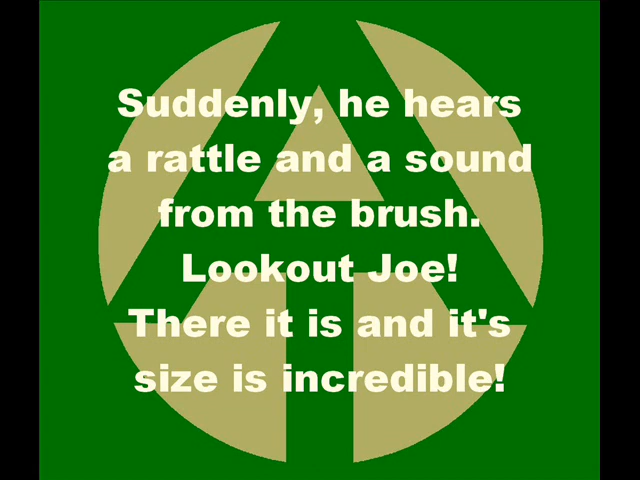 Suddenly, he hears
a rattle and a sound
from the brush.
Lookout Joe!
There it is and it's
size is incredible!